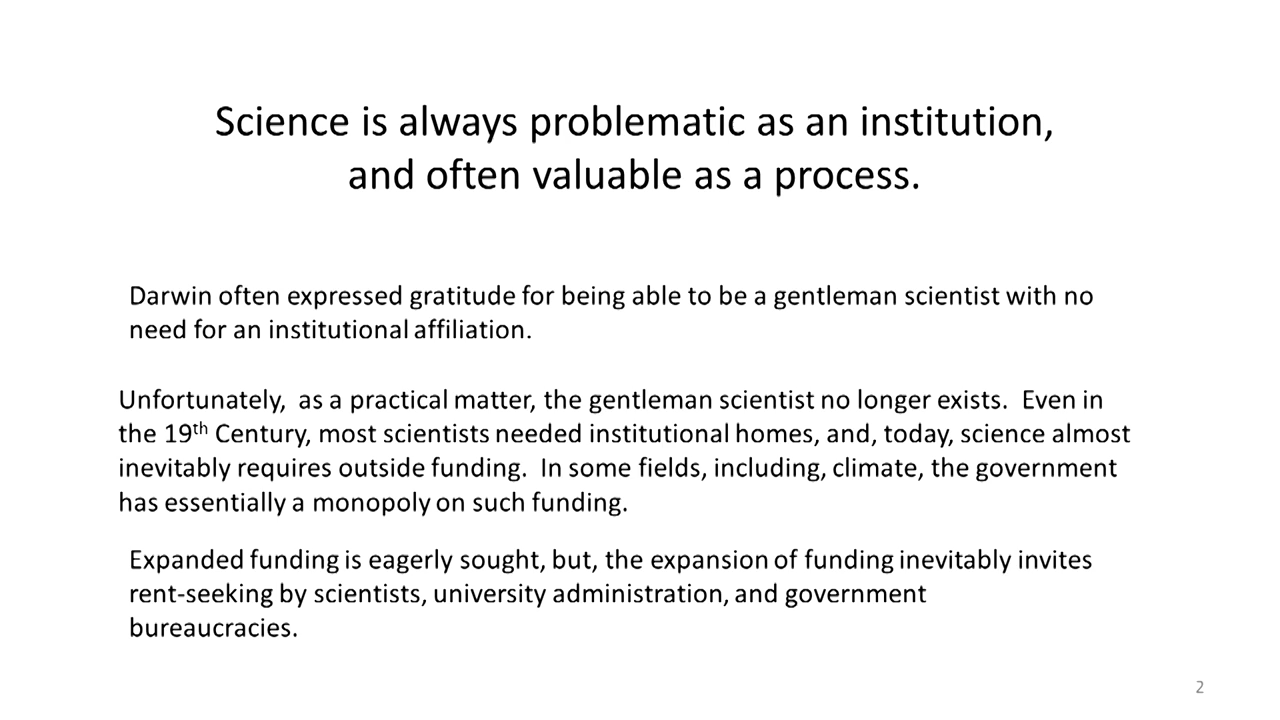 Science is always problematic as an institution,
and often valuable as a process.
Darwin often expressed gratitude for being able to be a gentleman scientist with no
need for an institutional affiliation.
Unfortunately,  as a practical matter, the gentleman scientist no longer exists.  Even in
the 19th Century, most scientists needed institutional homes, and, today, science almost
inevitably requires outside funding.  In some fields, including, climate, the government
has essentially a monopoly on such funding.
Expanded funding is eagerly sought, but, the expansion of funding inevitably invites
rent-seeking by scientists, university administration, and government
bureaucracies.
2